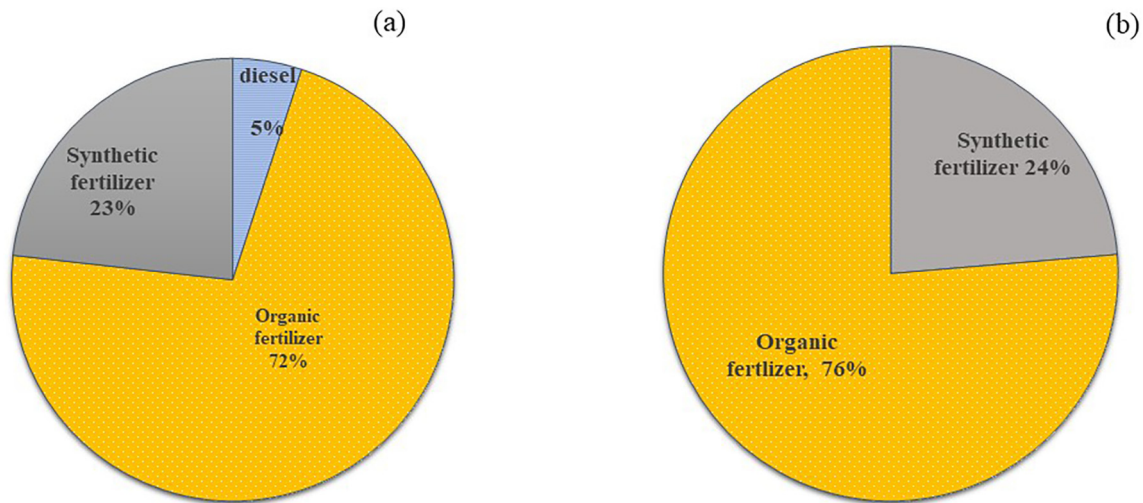 (a)
diesel
5%
Synthetic
fertilizer
23%
Organic
fertilizer
72%
(b)
Synthetic
fertilizer 24%
Organic
fertlizer, 76%